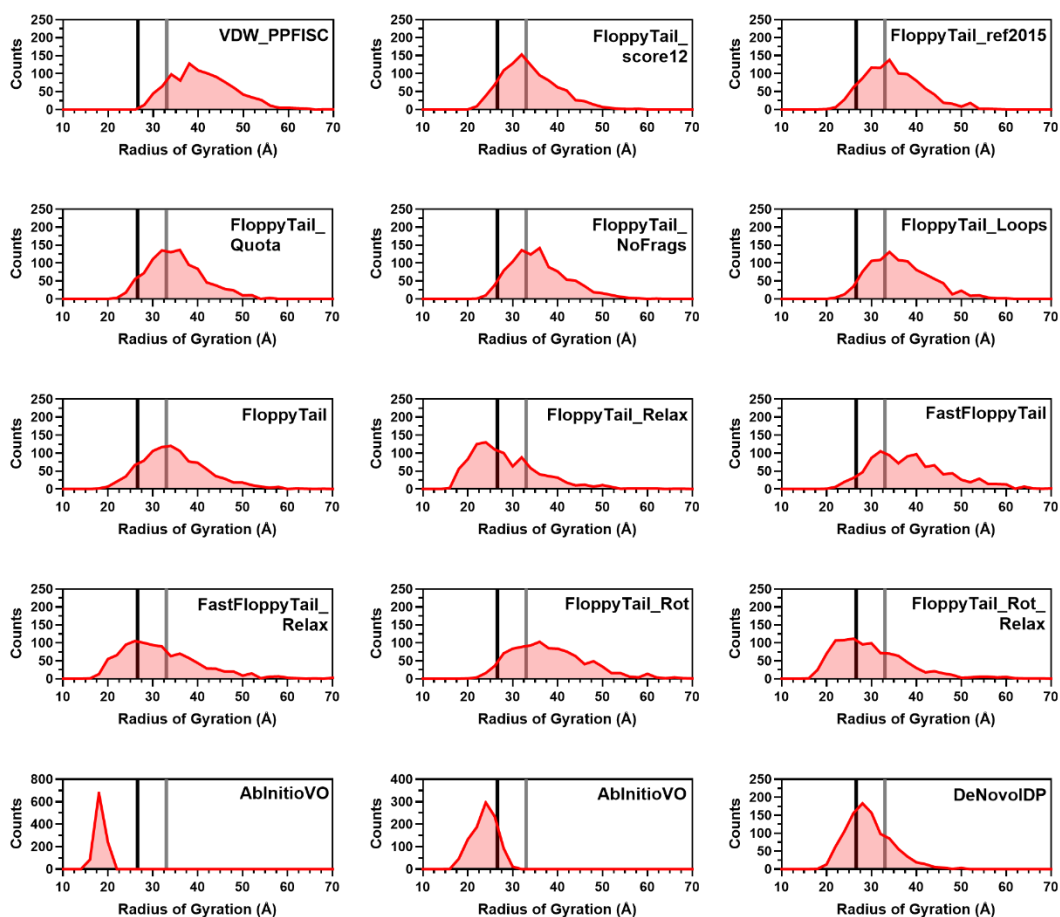 250
200
150
100
50
0
Counts
VDW_PPFISC
10 20 30 40 50 60 70
Radius of Gyration (Å)
250
200
150
100
50
0
Counts
FloppyTail_
score12
10 20 30 40 50 60 70
Radius of Gyration (Å)
250
200
150
100
50
0
Counts
FloppyTail_ref2015
10 20 30 40 50 60 70
Radius of Gyration (Å)
250
200
150
100
50
0
Counts
FloppyTail_
Quota
10 20 30 40 50 60 70
Radius of Gyration (Å)
250
200
150
100
50
0
Counts
FloppyTail_
NoFrags
10 20 30 40 50 60 70
Radius of Gyration (Å)
250
200
150
100
50
0
Counts
FloppyTail_Loops
10 20 30 40 50 60 70
Radius of Gyration (Å)
250
200
150
100
50
0
Counts
FloppyTail
10 20 30 40 50 60 70
Radius of Gyration (Å)
250
200
150
100
50
0
Counts
FloppyTail_Relax
10 20 30 40 50 60 70
Radius of Gyration (Å)
250
200
150
100
50
0
Counts
FastFloppyTail
10 20 30 40 50 60 70
Radius of Gyration (Å)
250
200
150
100
50
0
Counts
FastFloppyTail_
Relax
10 20 30 40 50 60 70
Radius of Gyration (Å)
250
200
150
100
50
0
Counts
FloppyTail_Rot
10 20 30 40 50 60 70
Radius of Gyration (Å)
250
200
150
100
50
0
Counts
FloppyTail_Rot_
Relax
10 20 30 40 50 60 70
Radius of Gyration (Å)
800
600
400
200
0
Counts
AbInitioVO
10 20 30 40 50 60 70
Radius of Gyration (Å)
400
300
200
100
0
Counts
AbInitioVO
10 20 30 40 50 60 70
Radius of Gyration (Å)
250
200
150
100
50
0
Counts
DeNovoIDP
10 20 30 40 50 60 70
Radius of Gyration (Å)